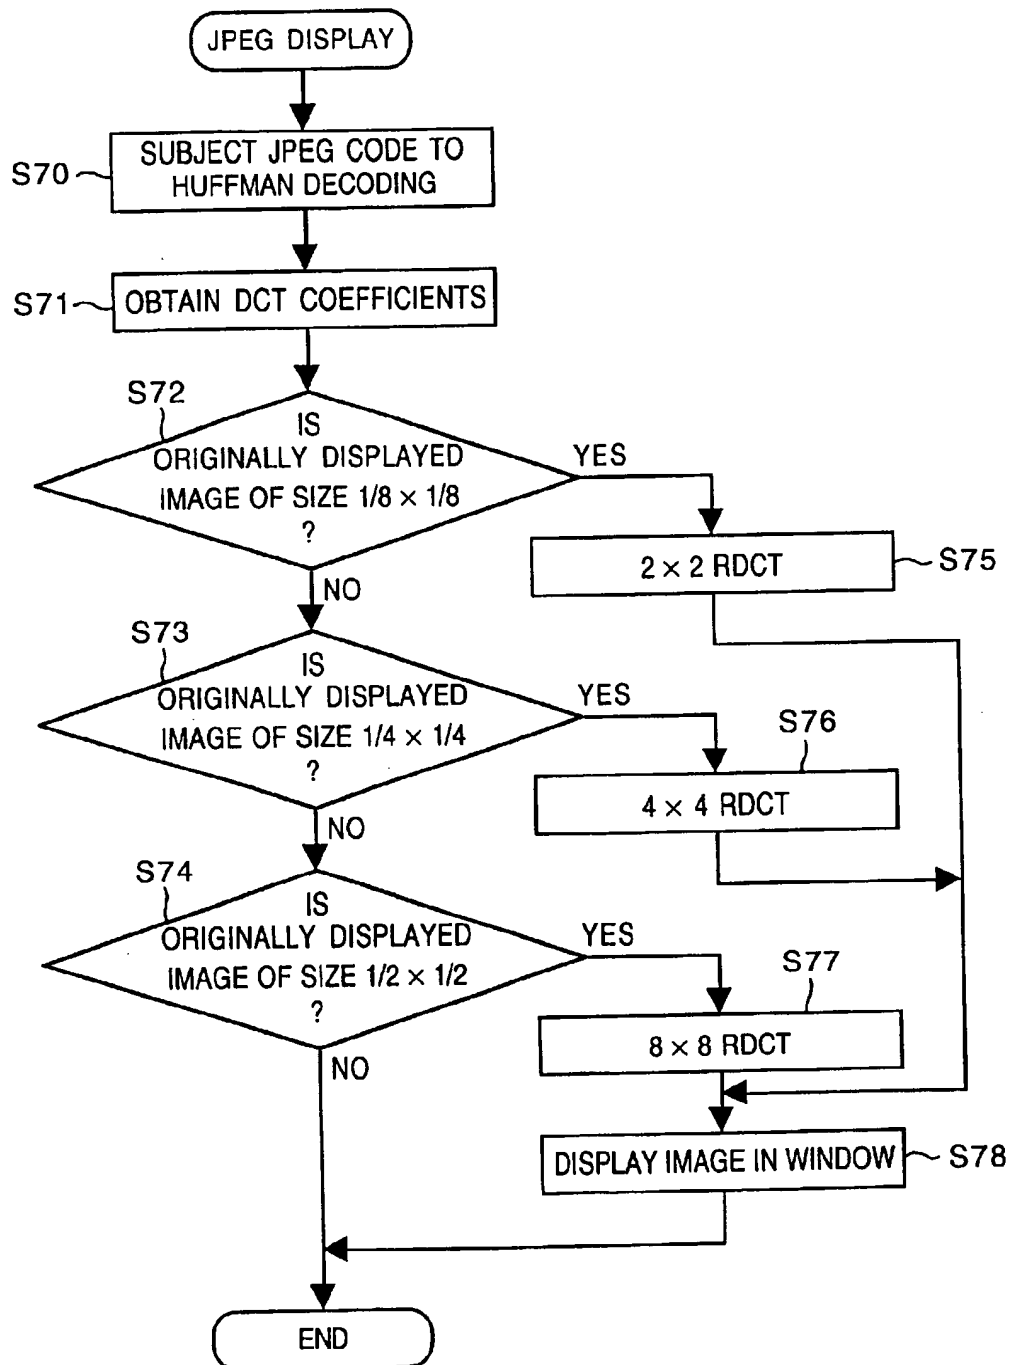 JPEG DISPLAY
S70
SUBJECT JPEG CODE TO
HUFFMAN DECODING
S71
OBTAIN DCT COEFFICIENTS
S72
IS
ORIGINALLY DISPLAYED
IMAGE OF SIZE 1/8 × 1/8
?
YES
NO
2 × 2 RDCT
S75
S73
IS
ORIGINALLY DISPLAYED
IMAGE OF SIZE 1/4 × 1/4
?
YES
NO
S76
4 × 4 RDCT
S74
IS
ORIGINALLY DISPLAYED
IMAGE OF SIZE 1/2 × 1/2
?
YES
NO
S77
8 × 8 RDCT
DISPLAY IMAGE IN WINDOW
S78
END